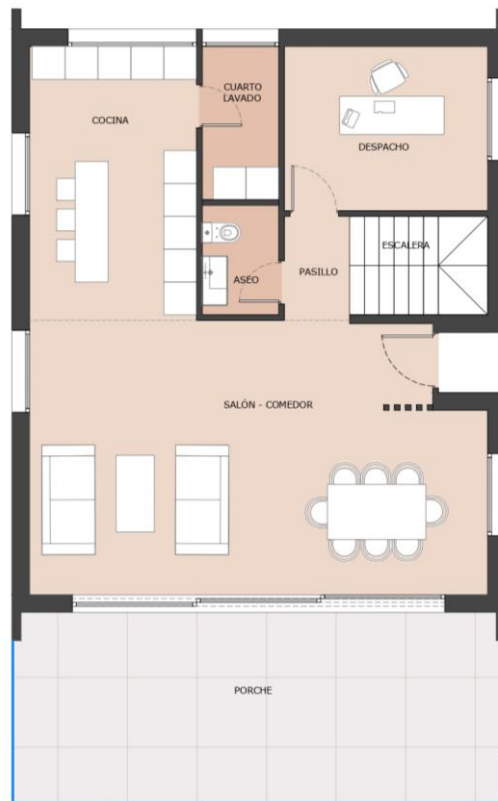 CUARTO
LAVADO
COCINA
DESPACHO
ESCALERA
PASILLO
ASEO
SALÓN - COMEDOR
PORCHE